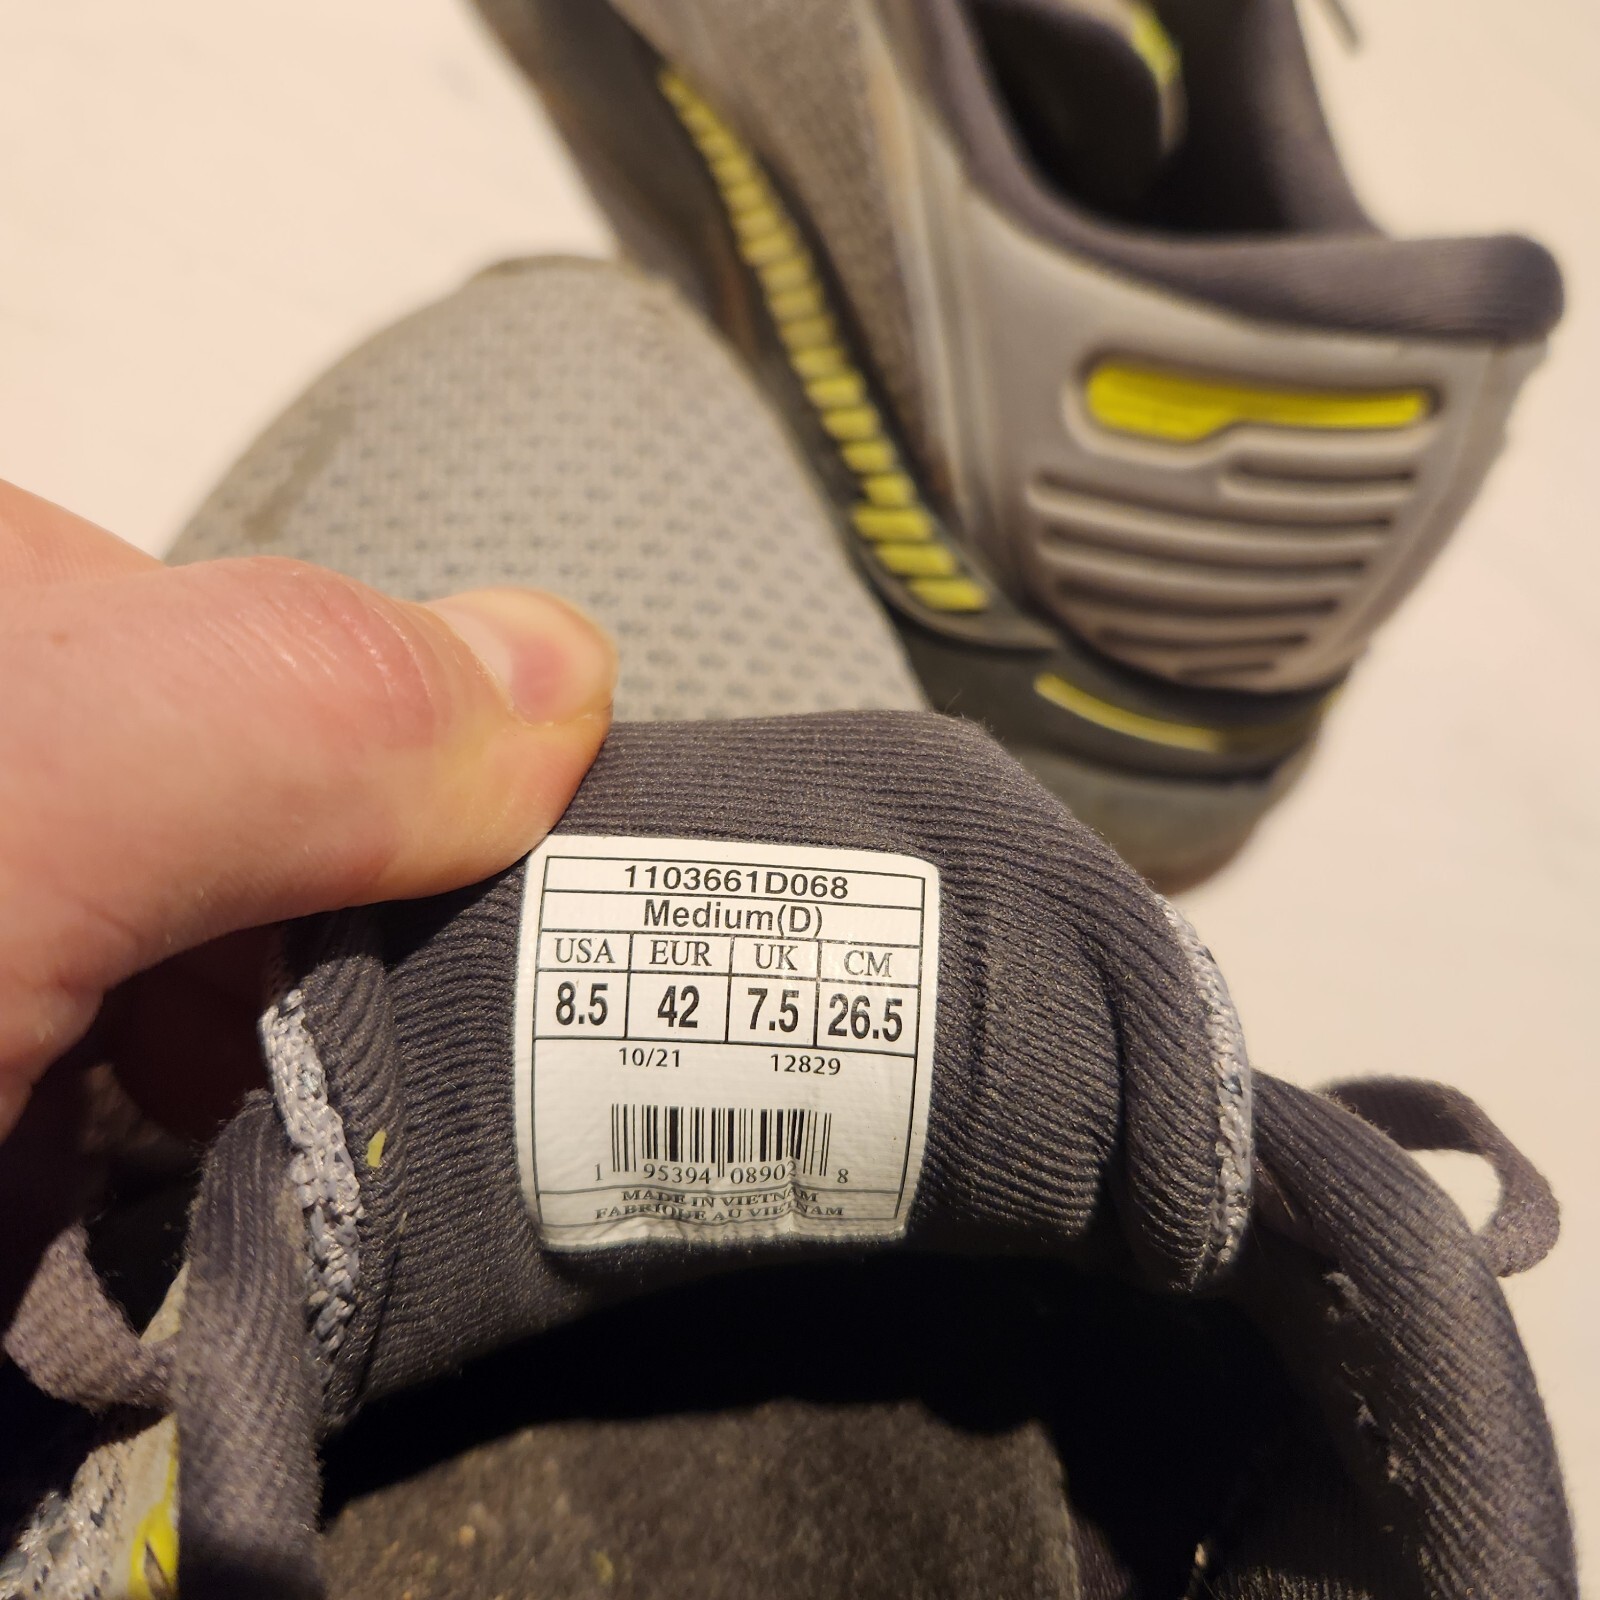 1103661D068
Medium(D)
USA EUR UK CM
8.5 42 7.5 26.5
10/21 12829
1 95394 08902 8
MADE IN VIETNAM
FABRIQUE AU VIETNAM